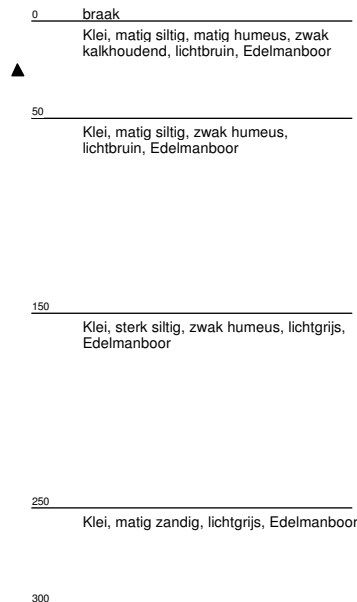 0 braak
Klei, matig siltig, matig humeus, zwak
kalkhoudend, lichtbruin, Edelmanboor
50
Klei, matig siltig, zwak humeus,
lichtbruin, Edelmanboor
150
Klei, sterk siltig, zwak humeus, lichtgrijs,
Edelmanboor
250
Klei, matig zandig, lichtgrijs, Edelmanboor
300